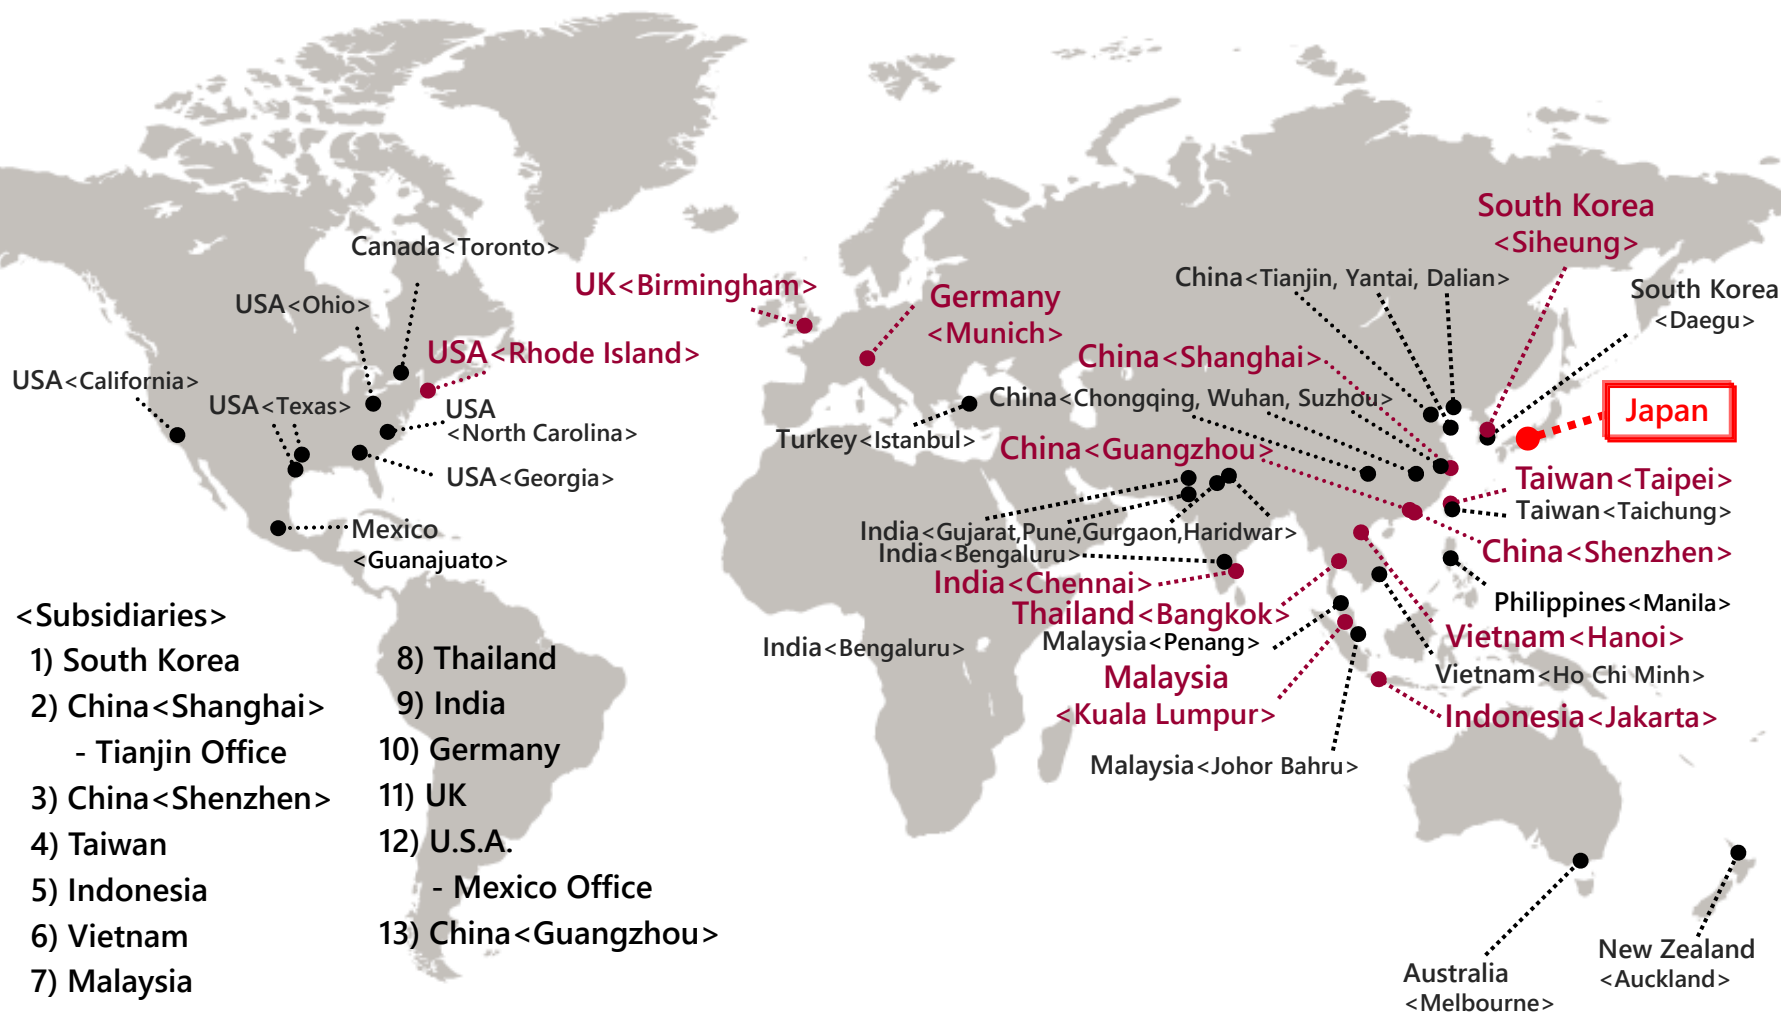 South Korea
<Siheung>
Canada<Toronto>
UK<Birmingham>
China<Tianjin, Yantai, Dalian>
South Korea
<Daegu>
USA<Ohio>
Germany
<Munich>
USA<Rhode Island>
China<Shanghai>
USA<California>
USA<Texas>
USA
<North Carolina>
China<Chongqing, Wuhan, Suzhou>
Japan
Turkey<Istanbul>
China<Guangzhou>
USA<Georgia>
Taiwan<Taipei>
Taiwan<Taichung>
Mexico
<Guanajuato>
India<Gujarat,Pune,Gurgaon,Haridwar>
India<Bengaluru>
China<Shenzhen>
India<Chennai>
Thailand<Bangkok>
Philippines<Manila>
Malaysia<Penang>
India<Bengaluru>
Vietnam<Hanoi>
Malaysia
<Kuala Lumpur>
Vietnam<Ho Chi Minh>
Indonesia<Jakarta>
Malaysia<Johor Bahru>
New Zealand
<Auckland>
Australia
<Melbourne>
<Subsidiaries>
1) South Korea
2) China<Shanghai>
- Tianjin Office
3) China<Shenzhen>
4) Taiwan
5) Indonesia
6) Vietnam
7) Malaysia
8) Thailand
9) India
10) Germany
11) UK
12) U.S.A.
- Mexico Office
13) China<Guangzhou>